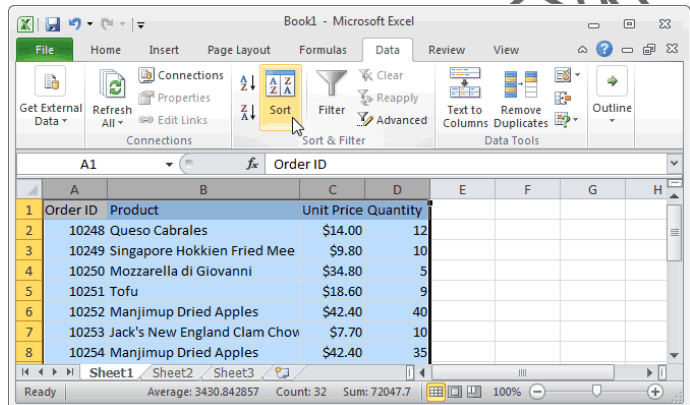 Book1 - Microsoft Excel
File Home Insert Page Layout Formulas Data Review View
Get External Data
Refresh All
Connections
Properties
Edit Links
Connections
Sort
Filter
Clear
Reapply
Advanced
Sort & Filter
Text to Columns
Remove Duplicates
Data Tools
Outline
A1 fx Order ID
A B C D E F G H
1 Order ID Product Unit Price Quantity
2 10248 Queso Cabrales $14.00 12
3 10249 Singapore Hokkien Fried Mee $9.80 10
4 10250 Mozzarella di Giovanni $34.80 5
5 10251 Tofu $18.60 9
6 10252 Manjimup Dried Apples $42.40 40
7 10253 Jack's New England Clam Chow $7.70 10
8 10254 Manjimup Dried Apples $42.40 35
Sheet1 Sheet2 Sheet3
Ready Average: 3430.842857 Count: 32 Sum: 72047.7 100%